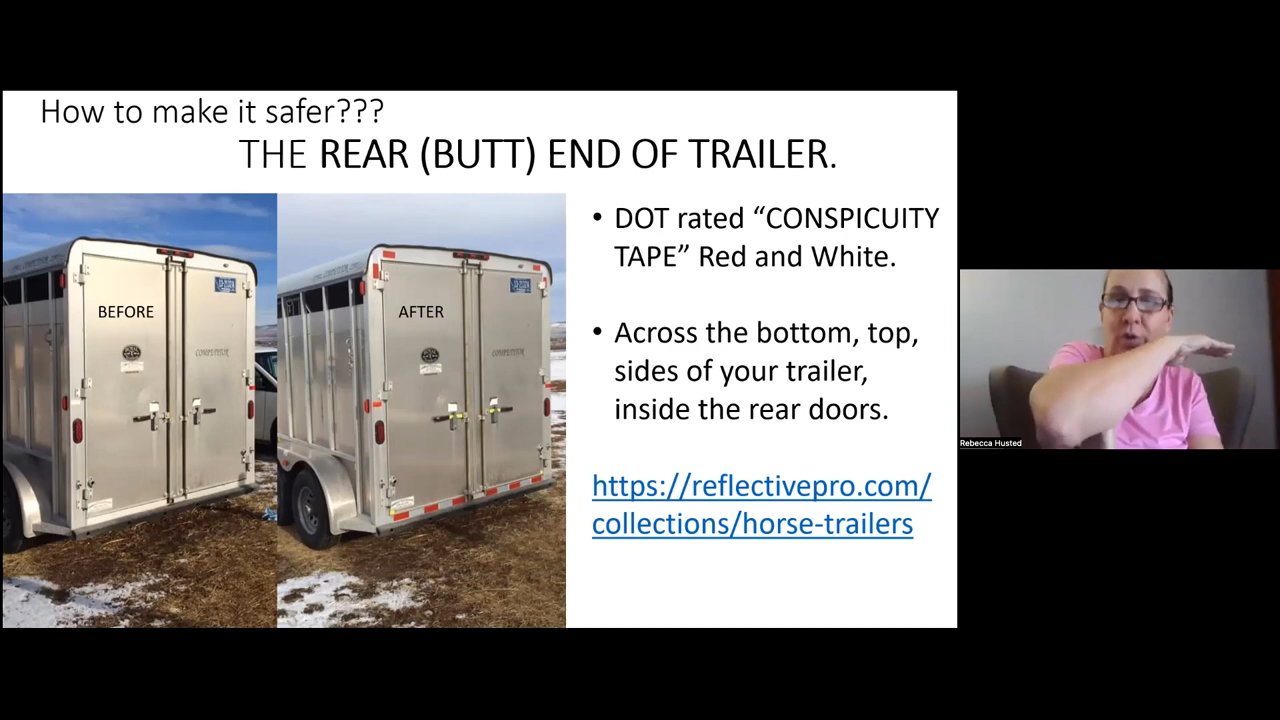 How to make it safer???
THE REAR (BUTT) END OF TRAILER.
BEFORE
COMPETITOR
AFTER
COMPETITOR
• DOT rated “CONSPICUITY
TAPE” Red and White.
• Across the bottom, top,
sides of your trailer,
inside the rear doors.
https://reflectivepro.com/
collections/horse-trailers
Rebecca Husted